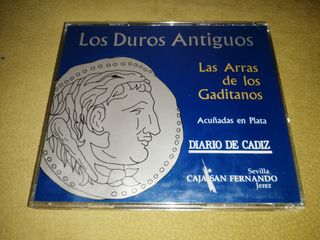 Los Duros Antiguos
Las Arras
de los
Gaditanos
Acuñadas en Plata
DIARIO DE CADIZ
Sevilla
CAJA SAN FERNANDO
Jerez